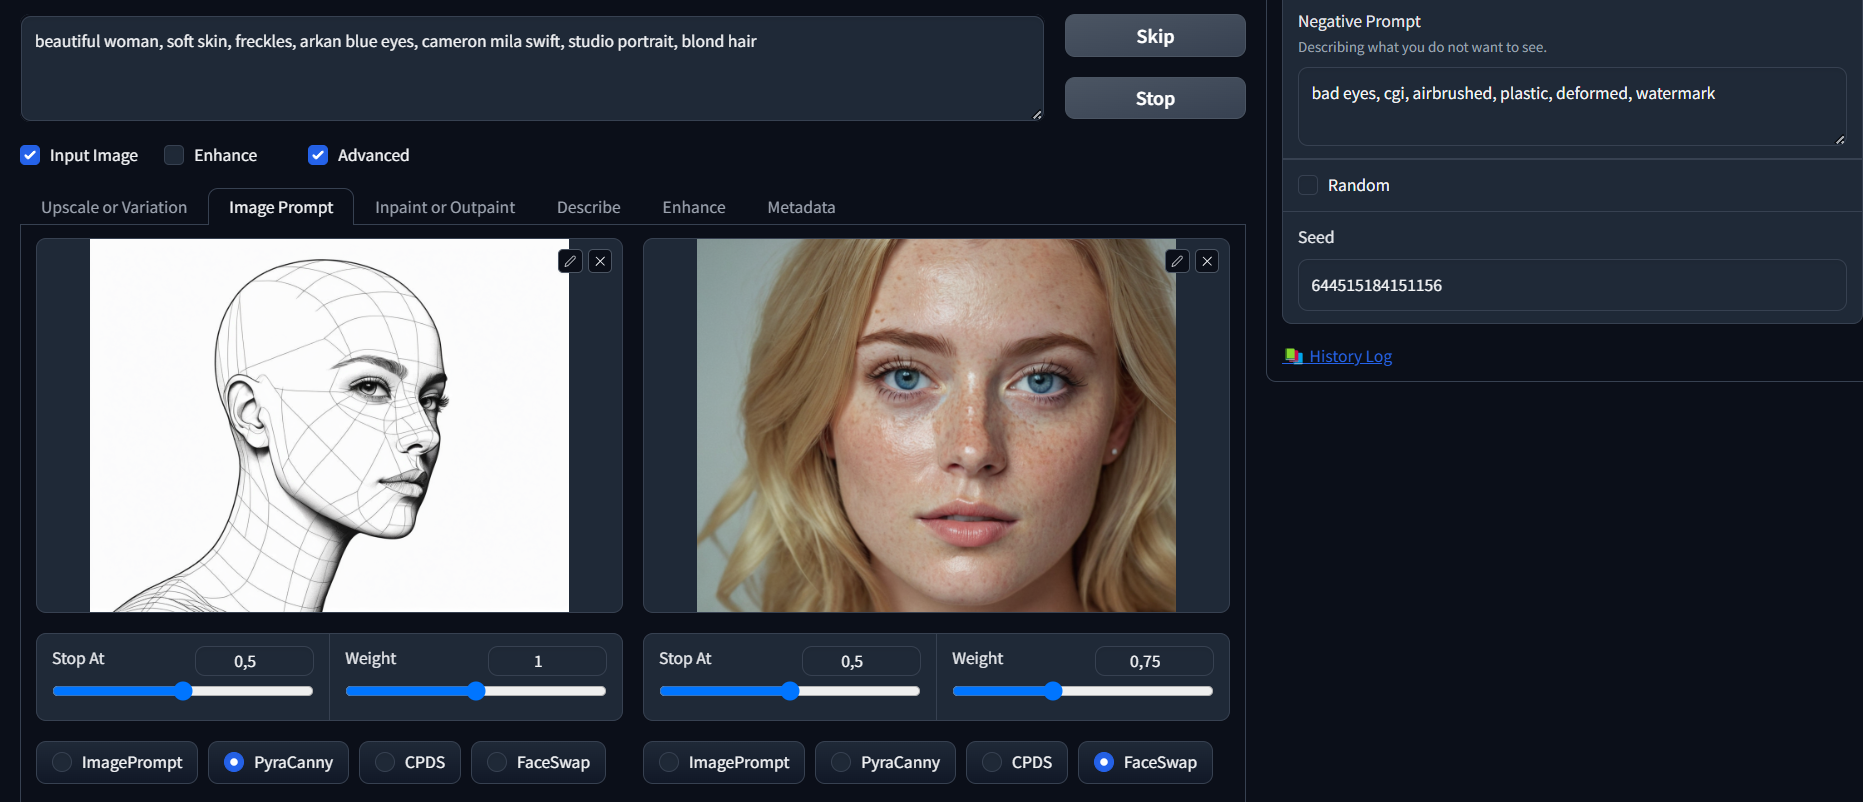 beautiful woman, soft skin, freckles, arkan blue eyes, cameron mila swift, studio portrait, blond hair
Skip
Stop
Input Image
Enhance
Advanced
Upscale or Variation
Image Prompt
Inpaint or Outpaint
Describe
Enhance
Metadata
Stop At
0,5
Weight
1
Stop At
0,5
Weight
0,75
ImagePrompt
PyraCanny
CPDS
FaceSwap
ImagePrompt
PyraCanny
CPDS
FaceSwap
Negative Prompt
Describing what you do not want to see.
bad eyes, cgi, airbrushed, plastic, deformed, watermark
Random
Seed
644515184151156
History Log